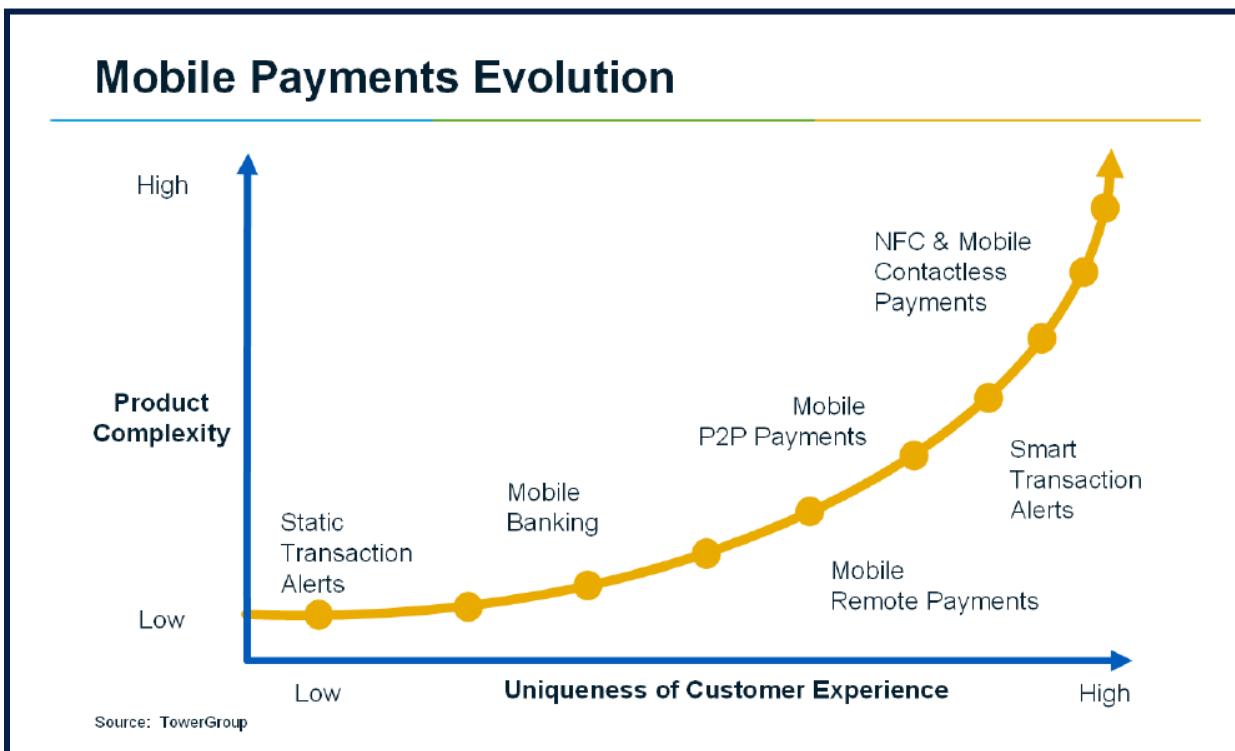 Mobile Payments Evolution
High
NFC & Mobile
Contactless
Payments
Product
Complexity
Mobile
P2P Payments
Smart
Transaction
Alerts
Mobile
Banking
Static
Transaction
Alerts
Mobile
Remote Payments
Low
Low
Uniqueness of Customer Experience
High
Source: TowerGroup